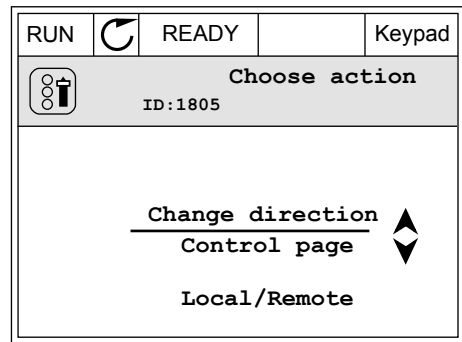 RUN READY Keypad
Choose action
ID:1805
Change direction
Control page
Local/Remote